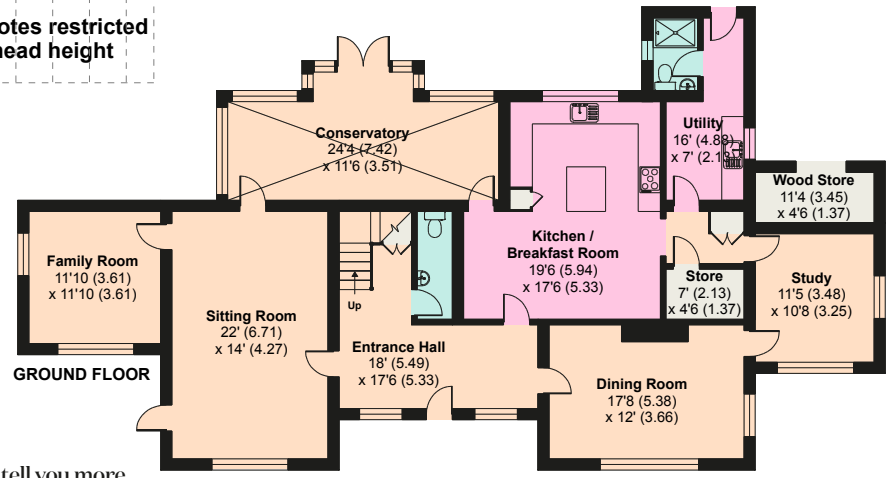 otes restricted
head height
Conservatory
24'4 (7.42)
x 11'6 (3.51)
Utility
16' (4.88)
x 7' (2.1
Wood Store
11'4 (3.45)
x 4'6 (1.37)
Family Room
11'10 (3.61)
x 11'10 (3.61)
Kitchen /
Breakfast Room
19'6 (5.94)
x 17'6 (5.33)
Store
7' (2.13)
x 4'6 (1.37)
Study
11'5 (3.48)
x 10'8 (3.25)
Up
Sitting Room
22' (6.71)
x 14' (4.27)
Entrance Hall
18' (5.49)
x 17'6 (5.33)
GROUND FLOOR
Dining Room
17'8 (5.38)
x 12' (3.66)
tell you more